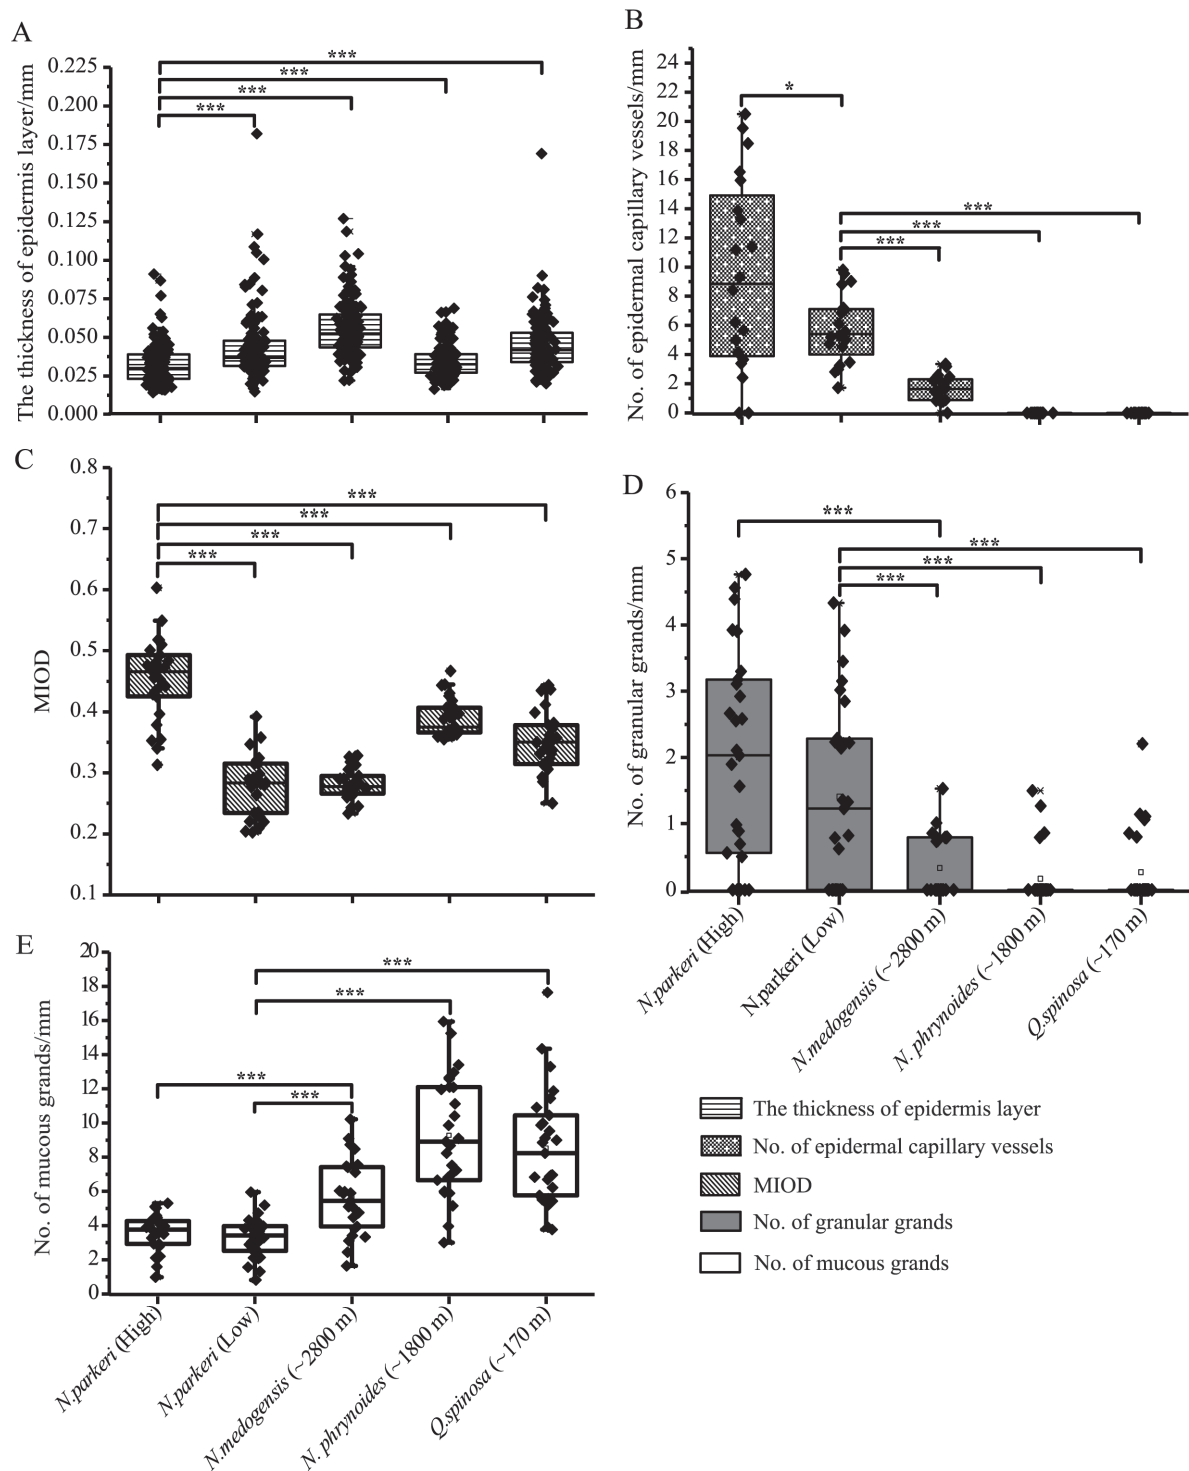 A
The thickness of epidermis layer/mm
0.225
0.200
0.175
0.150
0.125
0.100
0.075
0.050
0.025
0.000
***
***
***
***
B
No. of epidermal capillary vessels/mm
24
22
20
18
16
14
12
10
8
6
4
2
0
*
***
***
***
C
MIOD
0.8
0.7
0.6
0.5
0.4
0.3
0.2
0.1
***
***
***
***
D
No. of granular grands/mm
6
5
4
3
2
1
0
***
***
***
***
N.parkeri (High)
N.parkeri (Low)
N.medogensis (~2800 m)
N. phrynoides (~1800 m)
Q.spinosa (~170 m)
E
No. of mucous grands/mm
20
18
16
14
12
10
8
6
4
2
0
***
***
***
***
N.parkeri (High)
N.parkeri (Low)
N.medogensis (~2800 m)
N. phrynoides (~1800 m)
Q.spinosa (~170 m)
The thickness of epidermis layer
No. of epidermal capillary vessels
MIOD
No. of granular grands
No. of mucous grands